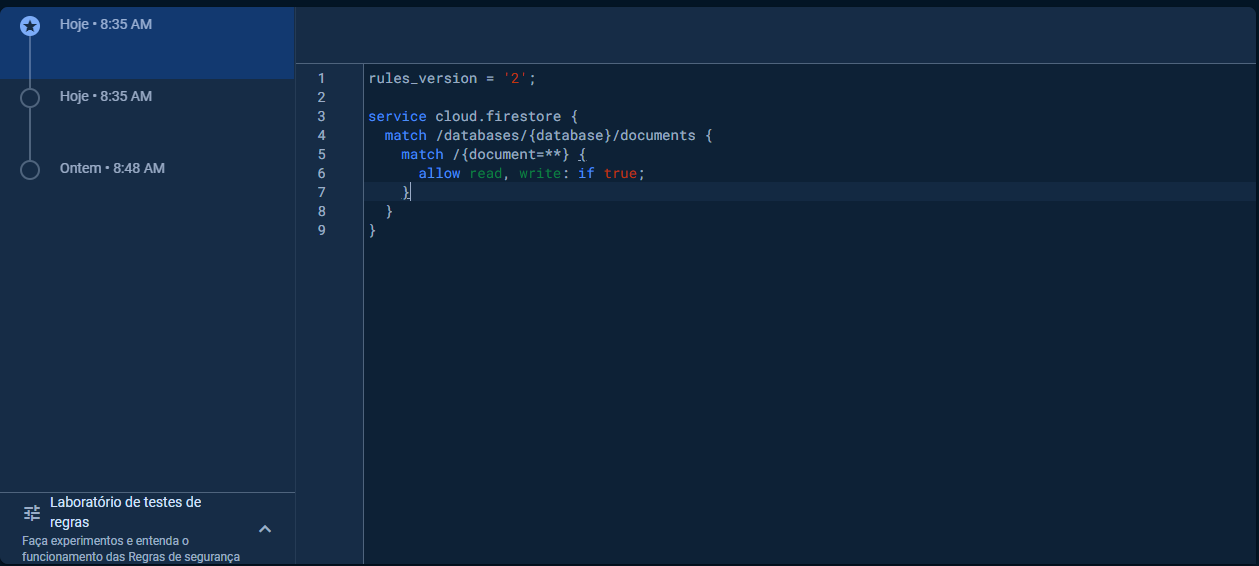 Hoje • 8:35 AM
Hoje • 8:35 AM
Ontem • 8:48 AM
Laboratório de testes de
regras
Faça experimentos e entenda o
funcionamento das Regras de segurança
1 rules_version = '2';
2
3 service cloud.firestore {
4   match /databases/{database}/documents {
5     match /{document=**} {
6       allow read, write: if true;
7     }
8   }
9 }